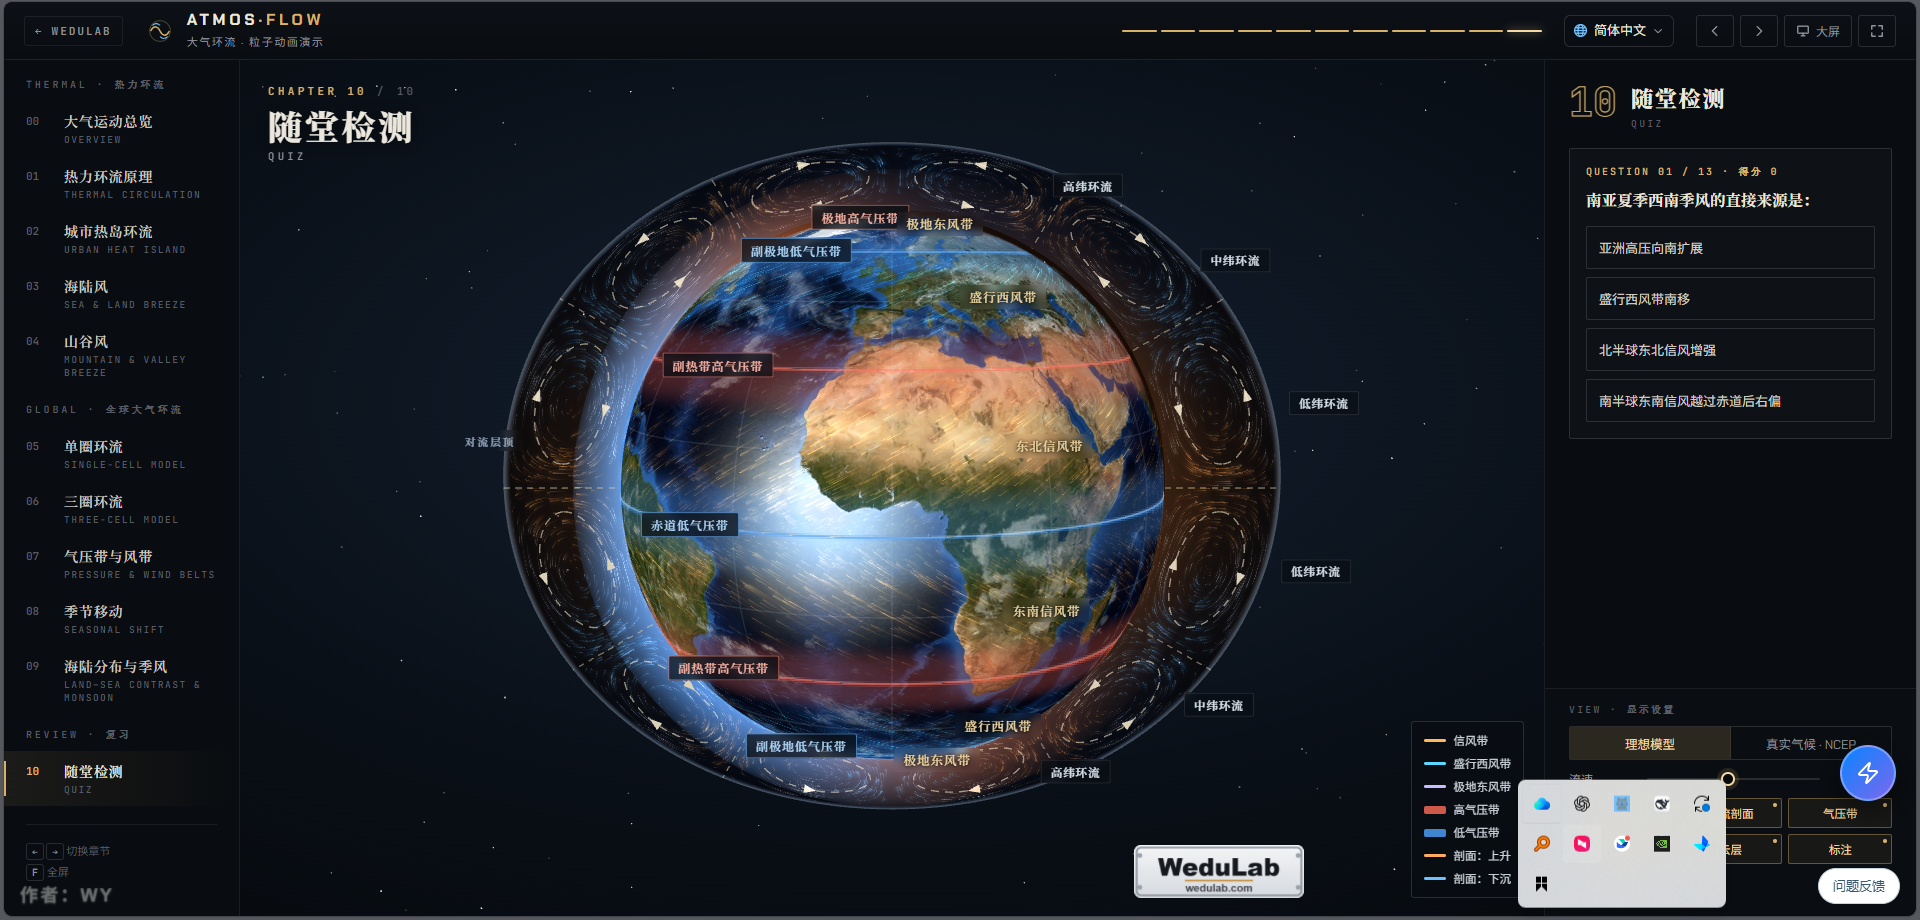 ← WEDULAB
ATMOS·FLOW
大气环流 · 粒子动画演示
简体中文
大屏
THERMAL · 热力环流
00 大气运动总览
OVERVIEW
01 热力环流原理
THERMAL CIRCULATION
02 城市热岛环流
URBAN HEAT ISLAND
03 海陆风
SEA & LAND BREEZE
04 山谷风
MOUNTAIN & VALLEY
BREEZE
GLOBAL · 全球大气环流
05 单圈环流
SINGLE-CELL MODEL
06 三圈环流
THREE-CELL MODEL
07 气压带与风带
PRESSURE & WIND BELTS
08 季节移动
SEASONAL SHIFT
09 海陆分布与季风
LAND-SEA CONTRAST &
MONSOON
REVIEW · 复习
10 随堂检测
QUIZ
← → 切换章节
F 全屏
作者：WY
CHAPTER 10 / 10
随堂检测
QUIZ
高纬环流
极地高气压带
极地东风带
副极地低气压带
中纬环流
盛行西风带
副热带高气压带
低纬环流
对流层顶
东北信风带
赤道低气压带
低纬环流
东南信风带
副热带高气压带
中纬环流
盛行西风带
副极地低气压带
极地东风带
高纬环流
WeduLab
wedulab.com
信风带
盛行西风带
极地东风带
高气压带
低气压带
剖面：上升
剖面：下沉
10 随堂检测
QUIZ
QUESTION 01 / 13 · 得分 0
南亚夏季西南季风的直接来源是：
亚洲高压向南扩展
盛行西风带南移
北半球东北信风增强
南半球东南信风越过赤道后右偏
VIEW · 显示设置
理想模型
真实气候 · NCEP
流速
剖面
气压带
层
标注
问题反馈